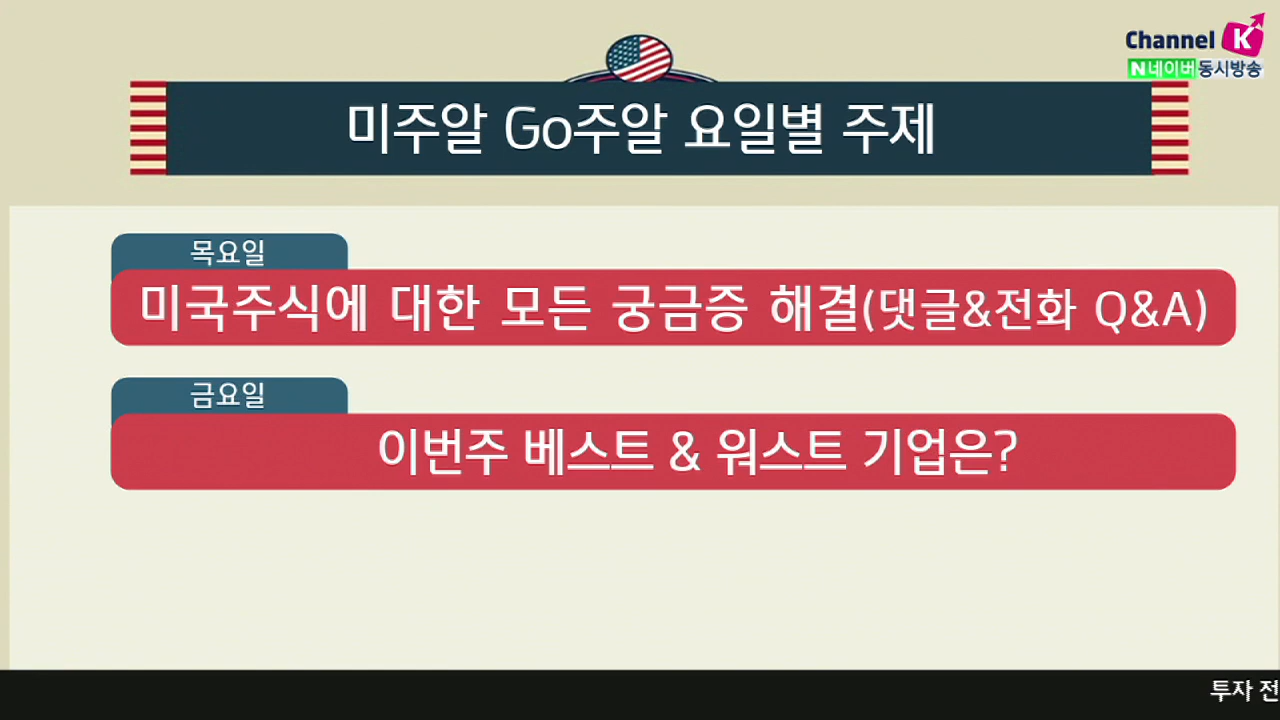 Channel K
N네이버 동시방송
미주알 Go주알 요일별 주제
목요일
미국주식에 대한 모든 궁금증 해결(댓글&전화 Q&A)
금요일
이번주 베스트 & 워스트 기업은?
투자 전